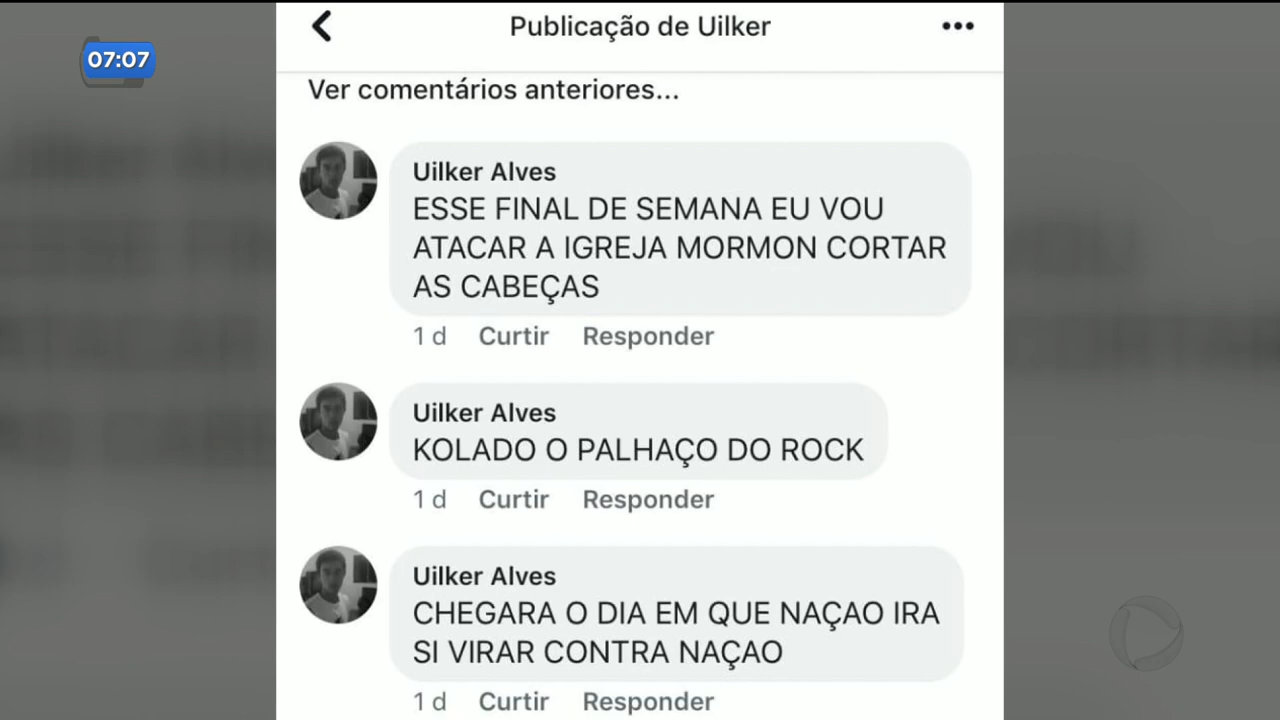 07:07
Publicação de Uilker
Ver comentários anteriores...
Uilker Alves
ESSE FINAL DE SEMANA EU VOU
ATACAR A IGREJA MORMON CORTAR
AS CABEÇAS
1 d Curtir Responder
Uilker Alves
KOLADO O PALHAÇO DO ROCK
1 d Curtir Responder
Uilker Alves
CHEGARA O DIA EM QUE NAÇAO IRA
SI VIRAR CONTRA NAÇAO
1 d Curtir Responder